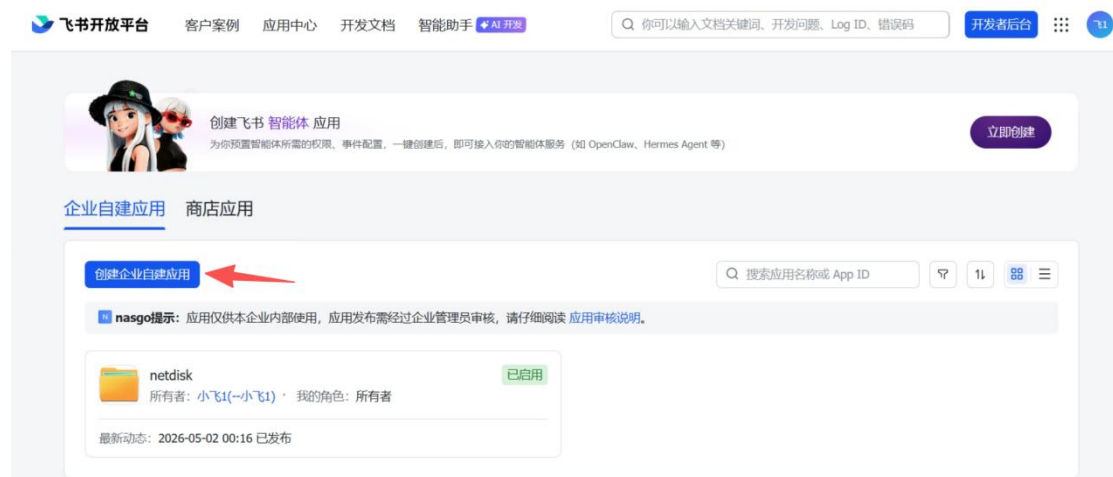 飞书开放平台 客户案例 应用中心 开发文档 智能助手 AI 开发 你可以输入文档关键词、开发问题、Log ID、错误码 开发者后台 飞1
创建飞书 智能体 应用
为你预置智能体所需的权限、事件配置，一键创建后，即可接入你的智能体服务（如 OpenClaw、Hermes Agent 等）
立即创建
企业自建应用 商店应用
创建企业自建应用 搜索应用名称或 App ID
N nasgo提示：应用仅供本企业内部使用，应用发布需经过企业管理员审核，请仔细阅读 应用审核说明。
netdisk 已启用
所有者：小飞1(--小飞1) · 我的角色：所有者
最新动态：2026-05-02 00:16 已发布